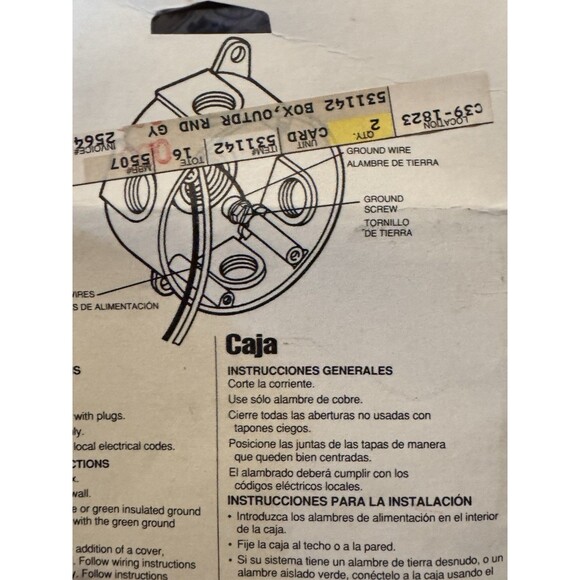 C39-1823
LOCATION
2
QTY.
CARD
UNIT
531142
ITEM#
16
TOTE
5507
MFR#
531142 BOX,OUTDR RND GY
2564
INVOICE#
GROUND WIRE
ALAMBRE DE TIERRA
GROUND
SCREW
TORNILLO
DE TIERRA
WIRES
S DE ALIMENTACIÓN
S
with plugs.
ly.
local electrical codes.
CTIONS
x.
wall.
e or green insulated ground
with the green ground
addition of a cover,
. Follow wiring instructions
y. Follow instructions
Caja
INSTRUCCIONES GENERALES
Corte la corriente.
Use sólo alambre de cobre.
Cierre todas las aberturas no usadas con
tapones ciegos.
Posicione las juntas de las tapas de manera
que queden bien centradas.
El alambrado deberá cumplir con los
códigos eléctricos locales.
INSTRUCCIONES PARA LA INSTALACIÓN
• Introduzca los alambres de alimentación en el interior
de la caja.
• Fije la caja al techo o a la pared.
• Si su sistema tiene un alambre de tierra desnudo, o un
alambre aislado verde, conéctelo a la caja usando el